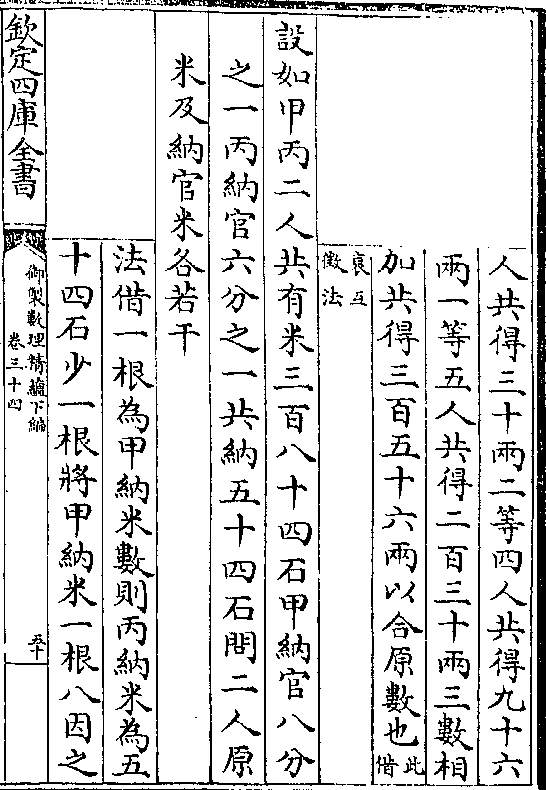 人共得三十兩二等四人共得九十六
兩一等五人共得二百三十兩三數相
加共得三百五十六兩以合原數也此借
衰互徵法
設如甲丙二人共有米三百八十四石甲納官八分
之一丙納官六分之一共納五十四石問二人原
米及納官米各若干
法借一根為甲納米數則丙納米為五
十四石少一根將甲納米一根八因之
欽定四庫全書
御製數理精藴下編
卷三十四
五十